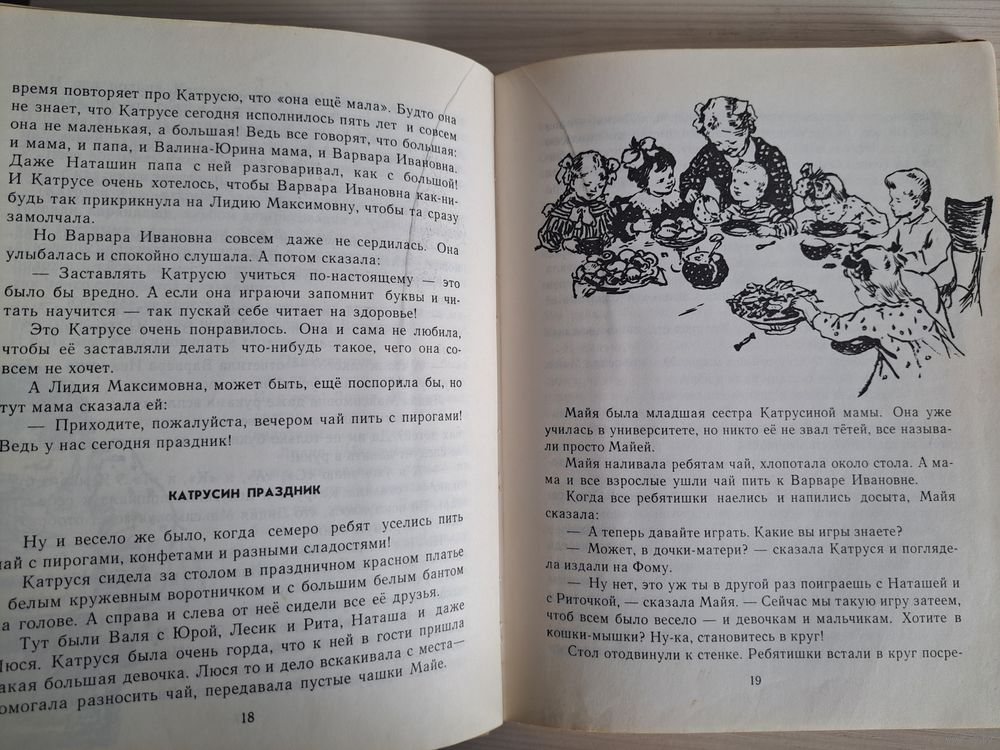 время повторяет про Катрусю, что «она ещё мала». Будто она
не знает, что Катрусе сегодня исполнилось пять лет и совсем
она не маленькая, а большая! Ведь все говорят, что большая:
и мама, и папа, и Валина-Юрина мама, и Варвара Ивановна.
Даже Наташин папа с ней разговаривал, как с большой!
И Катрусе очень хотелось, чтобы Варвара Ивановна как-ни-
будь так прикрикнула на Лидию Максимовну, чтобы та сразу
замолчала.
Но Варвара Ивановна совсем даже не сердилась. Она
улыбалась и спокойно слушала. А потом сказала:
— Заставлять Катрусю учиться по-настоящему — это
было бы вредно. А если она играючи запомнит буквы и чи-
тать научится — так пускай себе читает на здоровье!
Это Катрусе очень понравилось. Она и сама не любила,
чтобы её заставляли делать что-нибудь такое, чего она со-
всем не хочет.
А Лидия Максимовна, может быть, ещё поспорила бы, но
тут мама сказала ей:
— Приходите, пожалуйста, вечером чай пить с пирогами!
Ведь у нас сегодня праздник!
КАТРУСИН ПРАЗДНИК
Ну и весело же было, когда семеро ребят уселись пить
чай с пирогами, конфетами и разными сладостями!
Катруся сидела за столом в праздничном красном платье
белым кружевным воротничком и с большим белым бантом
на голове. А справа и слева от неё сидели все её друзья.
Тут были Валя с Юрой, Лесик и Рита, Наташа и даже
Люся. Катруся была очень горда, что к ней в гости пришла
такая большая девочка. Люся то и дело вскакивала с места—
помогала разносить чай, передавала пустые чашки Майе.
18
Майя была младшая сестра Катрусиной мамы. Она уже
училась в университете, но никто её не звал тётей, все называ-
ли просто Майей.
Майя наливала ребятам чай, хлопотала около стола. А ма-
ма и все взрослые ушли чай пить к Варваре Ивановне.
Когда все ребятишки наелись и напились досыта, Майя
сказала:
— А теперь давайте играть. Какие вы игры знаете?
— Может, в дочки-матери? — сказала Катруся и погляде-
ла издали на Фому.
— Ну нет, это уж ты в другой раз поиграешь с Наташей и
с Риточкой, — сказала Майя. — Сейчас мы такую игру затеем,
чтоб всем было весело — и девочкам и мальчикам. Хотите в
кошки-мышки? Ну-ка, становитесь в круг!
Стол отодвинули к стенке. Ребятишки встали в круг посре-
19